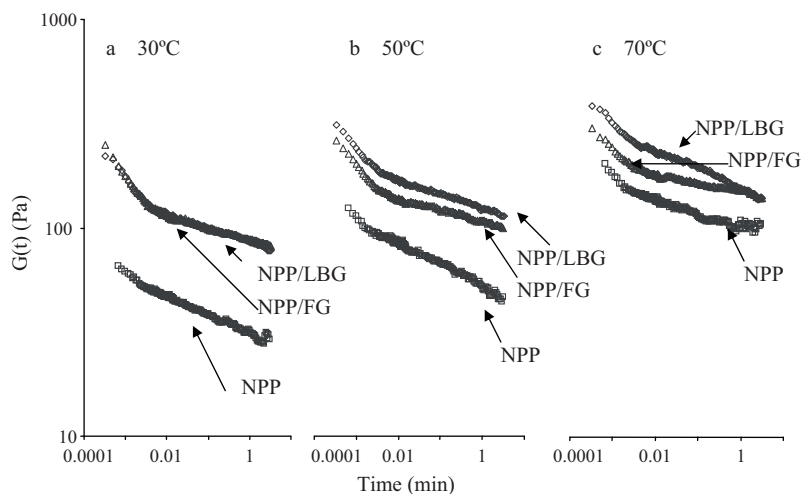 1000
a 30ºC
b 50ºC
c 70ºC
NPP/LBG
NPP/FG
NPP
NPP/LBG
NPP/FG
NPP
NPP/LBG
NPP/FG
NPP
G(t) (Pa)
100
10
0.0001 0.01 1
0.0001 0.01 1
0.0001 0.01 1
Time (min)